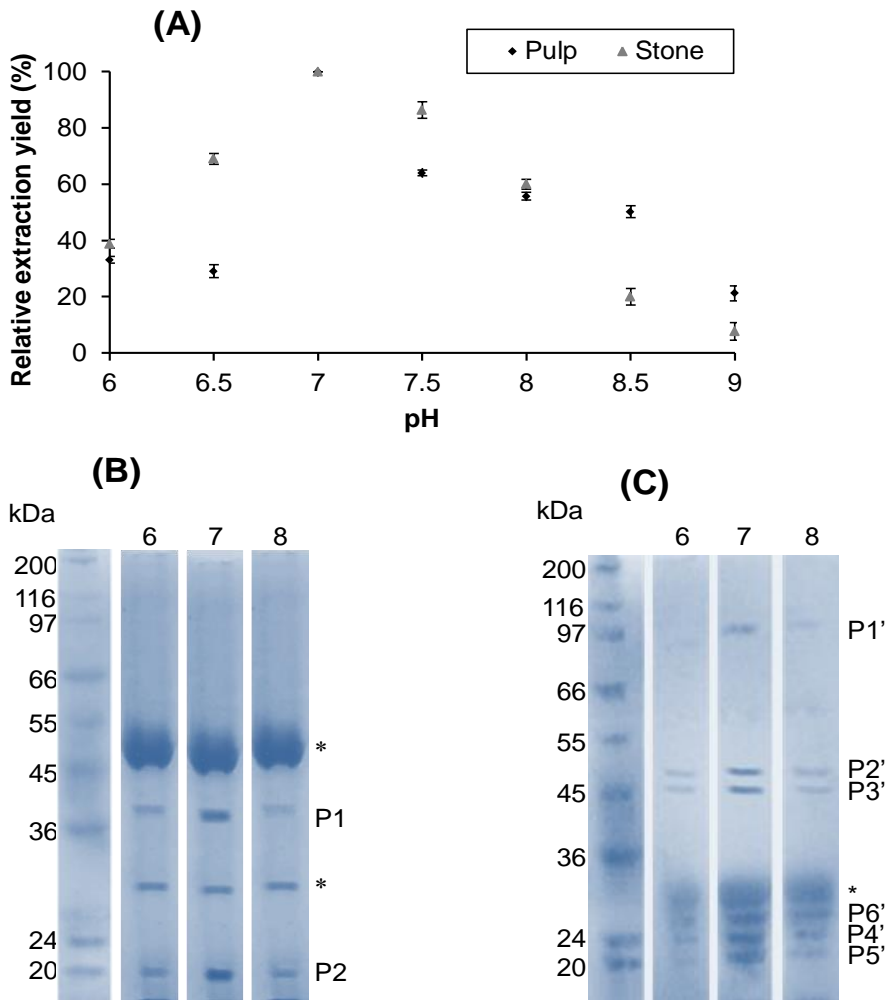 (A)
Pulp Stone
Relative extraction yield (%)
100
80
60
40
20
0
6 6.5 7 7.5 8 8.5 9
pH
(B)
kDa
6 7 8
200
116
97
66
55
45
36
24
20
*
P1
*
P2
(C)
kDa
6 7 8
200
116
97
66
55
45
36
24
20
P1’
P2’
P3’
*
P6’
P4’
P5’